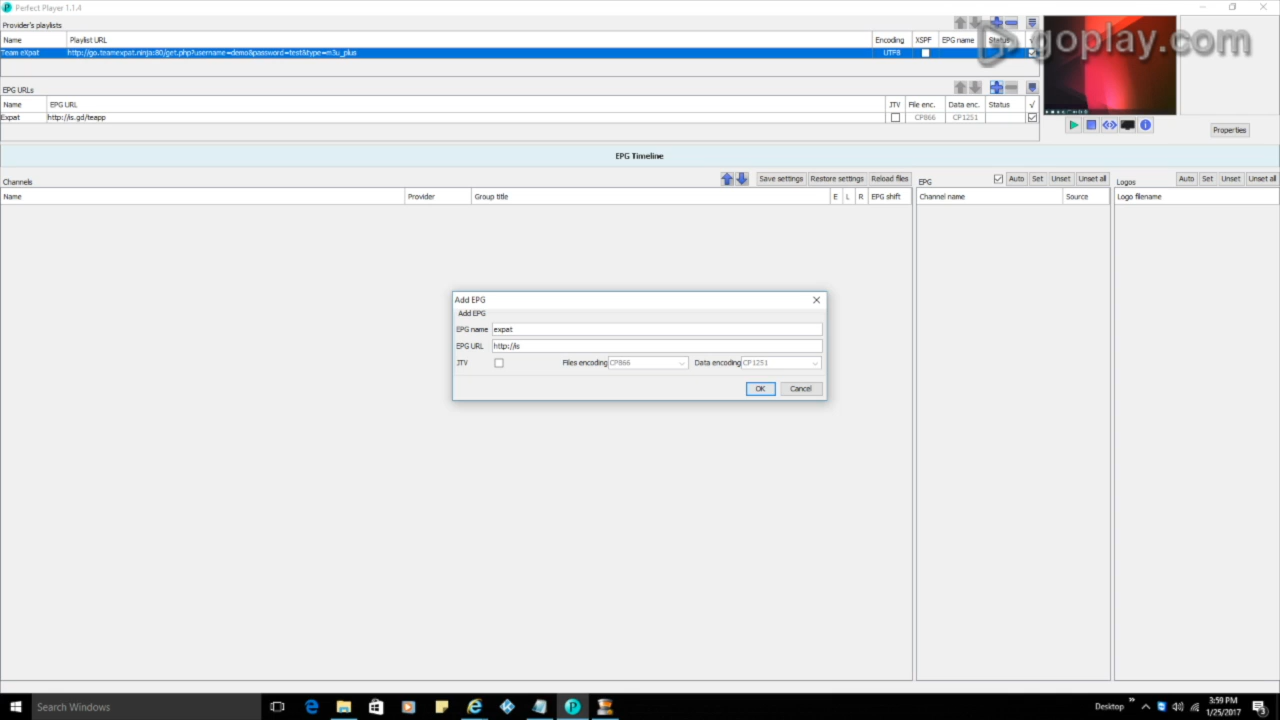 Perfect Player 1.1.4
Provider's playlists
Name Playlist URL Encoding XSPF EPG name Status √
Team eXpat http://go.teamexpat.ninja:80/get.php?username=demo&password=test&type=m3u_plus UTF8
goplay.com
EPG URLs
Name EPG URL JTV File enc. Data enc. Status √
Expat http://is.gd/teapp CP866 CP1251
Properties
EPG Timeline
Channels Save settings Restore settings Reload files EPG Auto Set Unset Unset all Logos Auto Set Unset Unset all
Name Provider Group title E L R EPG shift Channel name Source Logo filename
Add EPG
Add EPG
EPG name expat
EPG URL http://is
JTV Files encoding CP866 Data encoding CP1251
OK Cancel
Search Windows
Desktop
3:59 PM
1/25/2017
3